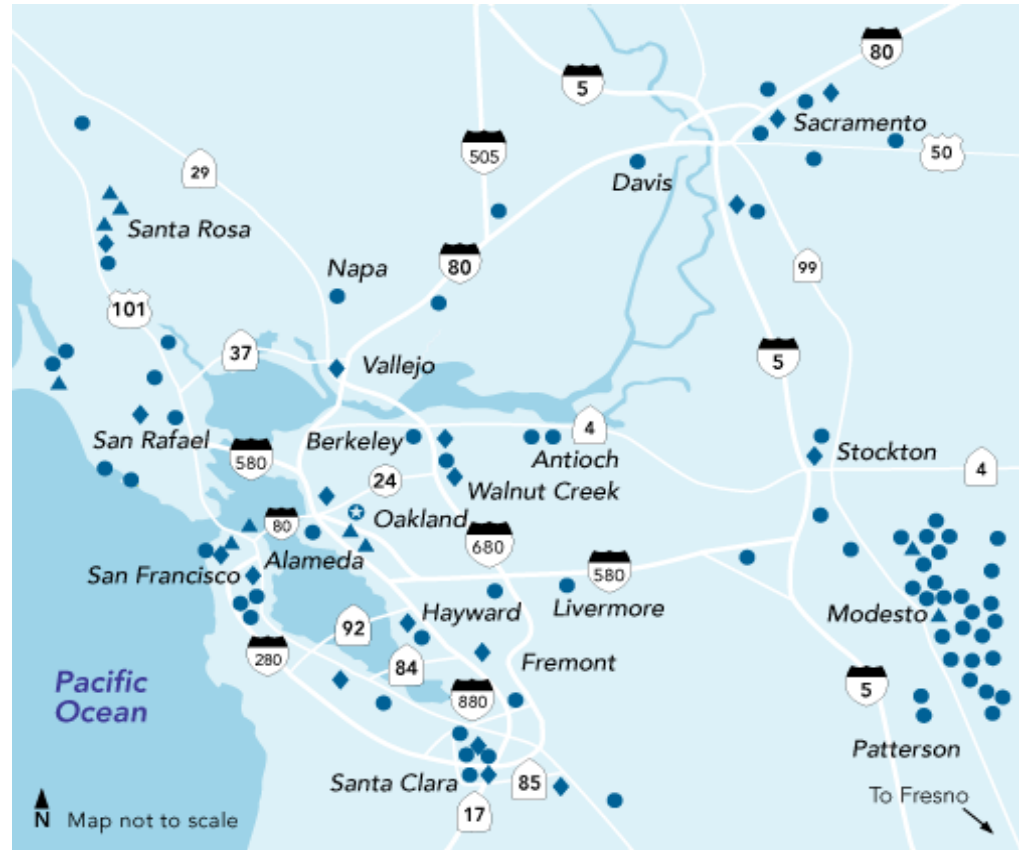 80
5
Sacramento
505
50
29
Davis
Santa Rosa
Napa
80
99
101
37
Vallejo
5
San Rafael
Berkeley
4
580
Antioch
Stockton
4
24
Walnut Creek
80
Oakland
680
San Francisco
Alameda
580
Livermore
Modesto
Hayward
92
280
84
Fremont
Pacific
Ocean
880
5
Patterson
Santa Clara
85
To Fresno
17
N Map not to scale